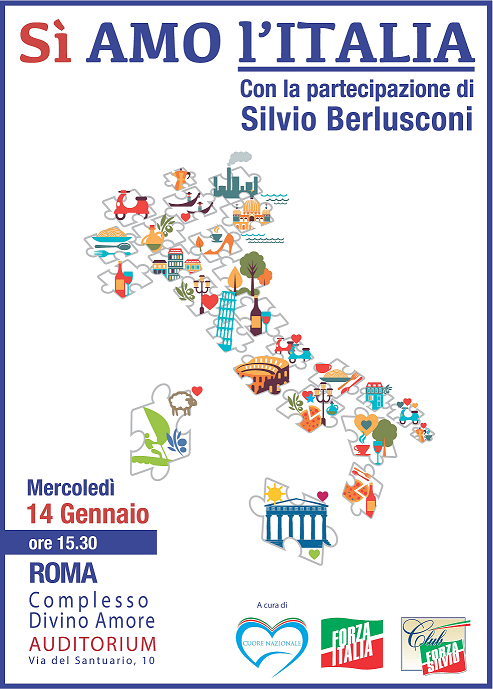 Sì AMO l'ITALIA
Con la partecipazione di
Silvio Berlusconi
Mercoledì
14 Gennaio
ore 15.30
ROMA
Complesso
Divino Amore
AUDITORIUM
Via del Santuario, 10
A cura di
CUORE NAZIONALE
FORZA
ITALIA
Club
FORZA
SILVIO